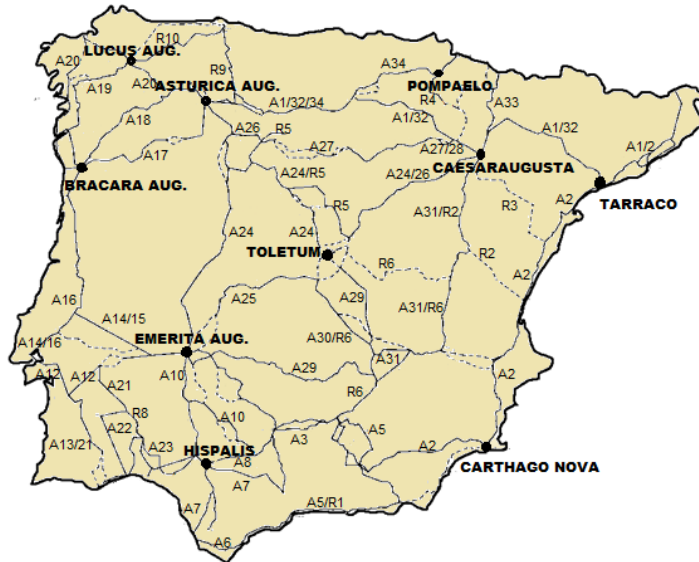 R10
LUCUS AUG.
A20
A34
R9
A20
A19
ASTURICA AUG.
POMPAELO
R4
A33
A1/32/34
A18
A1/32
A1/32
A26
R5
A27
A27/28
A1/2
A17
CAESARAUGUSTA
BRACARA AUG.
A24/R5
A24/26
TARRACO
R5
A31/R2
R3
A2
A24
A24
TOLETUM
R2
R6
A2
A16
A25
A29
A14/15
A31/R6
A14/16
EMERITA AUG.
A30/R6
A12
A12
A10
A29
A31
A2
A21
R6
R8
A10
A22
A5
A13/21
A23
HISPALIS
A3
A2
A8
CARTHAGO NOVA
A7
A7
A5/R1
A6